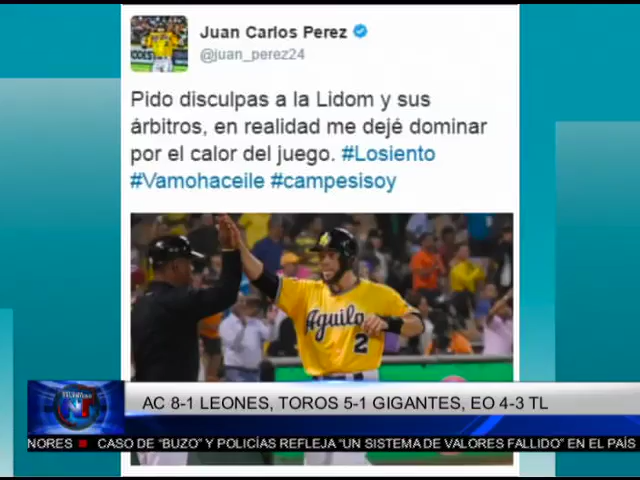 Juan Carlos Perez
@juan_perez24
Pido disculpas a la Lidom y sus
árbitros, en realidad me dejé dominar
por el calor del juego. #Losiento
#Vamohaceile #campesisoy
Aguila
2
NT
AC 8-1 LEONES, TOROS 5-1 GIGANTES, EO 4-3 TL
NORES ■ CASO DE “BUZO” Y POLICÍAS REFLEJA “UN SISTEMA DE VALORES FALLIDO” EN EL PAÍS